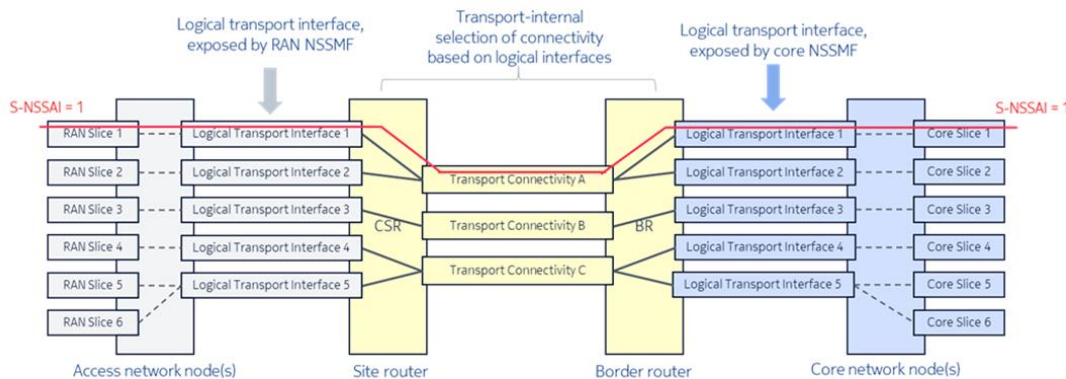 Logical transport interface,
exposed by RAN NSSMF
Transport-internal
selection of connectivity
based on logical interfaces
Logical transport interface,
exposed by core NSSMF
S-NSSAI = 1
S-NSSAI = 1
RAN Slice 1
Logical Transport Interface 1
Logical Transport Interface 1
Core Slice 1
RAN Slice 2
Logical Transport Interface 2
Transport Connectivity A
Logical Transport Interface 2
Core Slice 2
RAN Slice 3
Logical Transport Interface 3
CSR
Transport Connectivity B
BR
Logical Transport Interface 3
Core Slice 3
RAN Slice 4
Logical Transport Interface 4
Transport Connectivity C
Logical Transport Interface 4
Core Slice 4
RAN Slice 5
Logical Transport Interface 5
Logical Transport Interface 5
Core Slice 5
RAN Slice 6
Core Slice 6
Access network node(s)
Site router
Border router
Core network node(s)